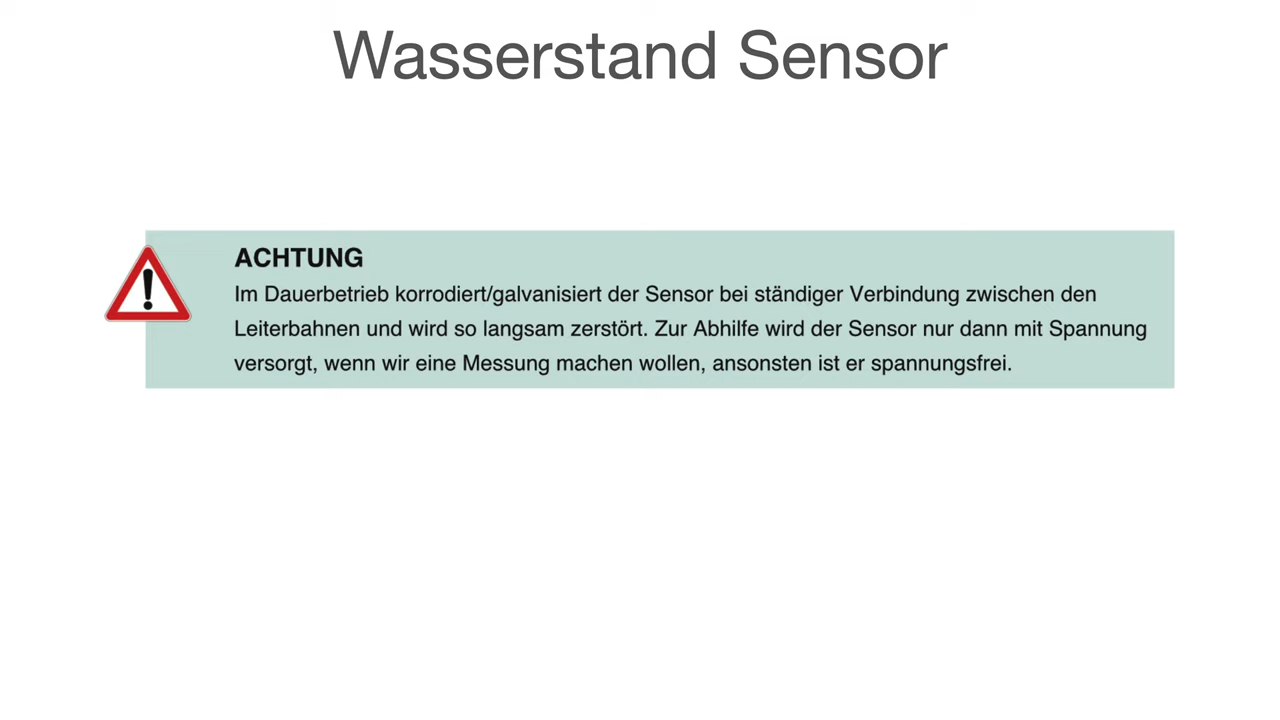 Wasserstand Sensor
ACHTUNG
Im Dauerbetrieb korrodiert/galvanisiert der Sensor bei ständiger Verbindung zwischen den
Leiterbahnen und wird so langsam zerstört. Zur Abhilfe wird der Sensor nur dann mit Spannung
versorgt, wenn wir eine Messung machen wollen, ansonsten ist er spannungsfrei.